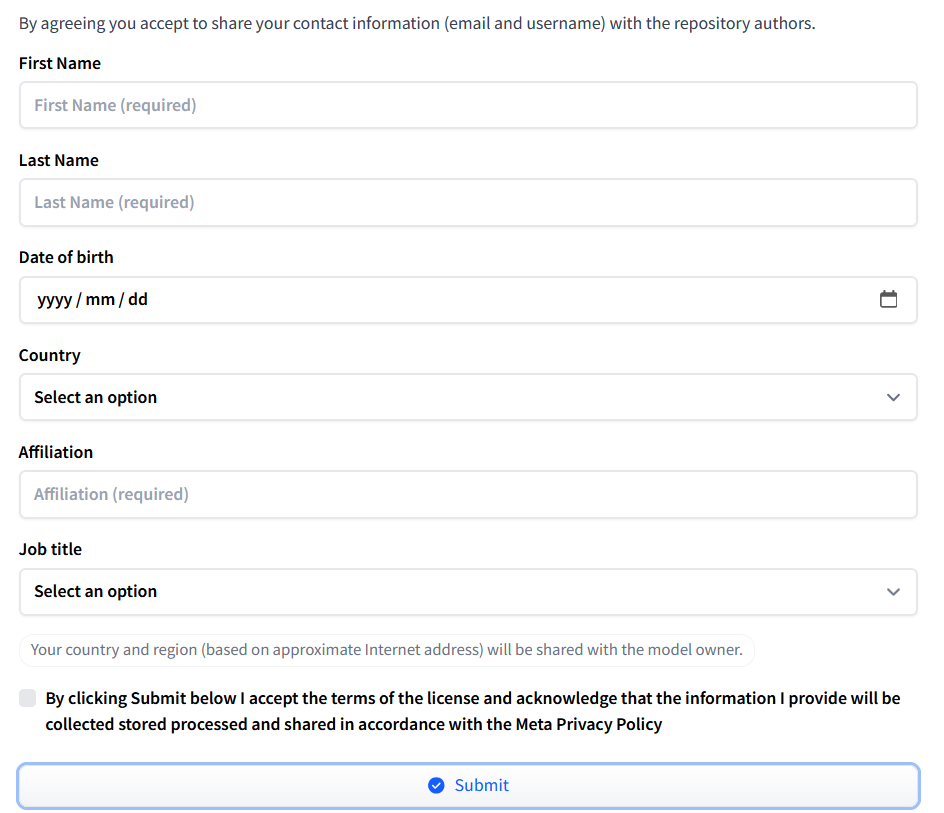 By agreeing you accept to share your contact information (email and username) with the repository authors.
First Name
First Name (required)
Last Name
Last Name (required)
Date of birth
yyyy / mm / dd
Country
Select an option
Affiliation
Affiliation (required)
Job title
Select an option
Your country and region (based on approximate Internet address) will be shared with the model owner.
By clicking Submit below I accept the terms of the license and acknowledge that the information I provide will be
collected stored processed and shared in accordance with the Meta Privacy Policy
Submit